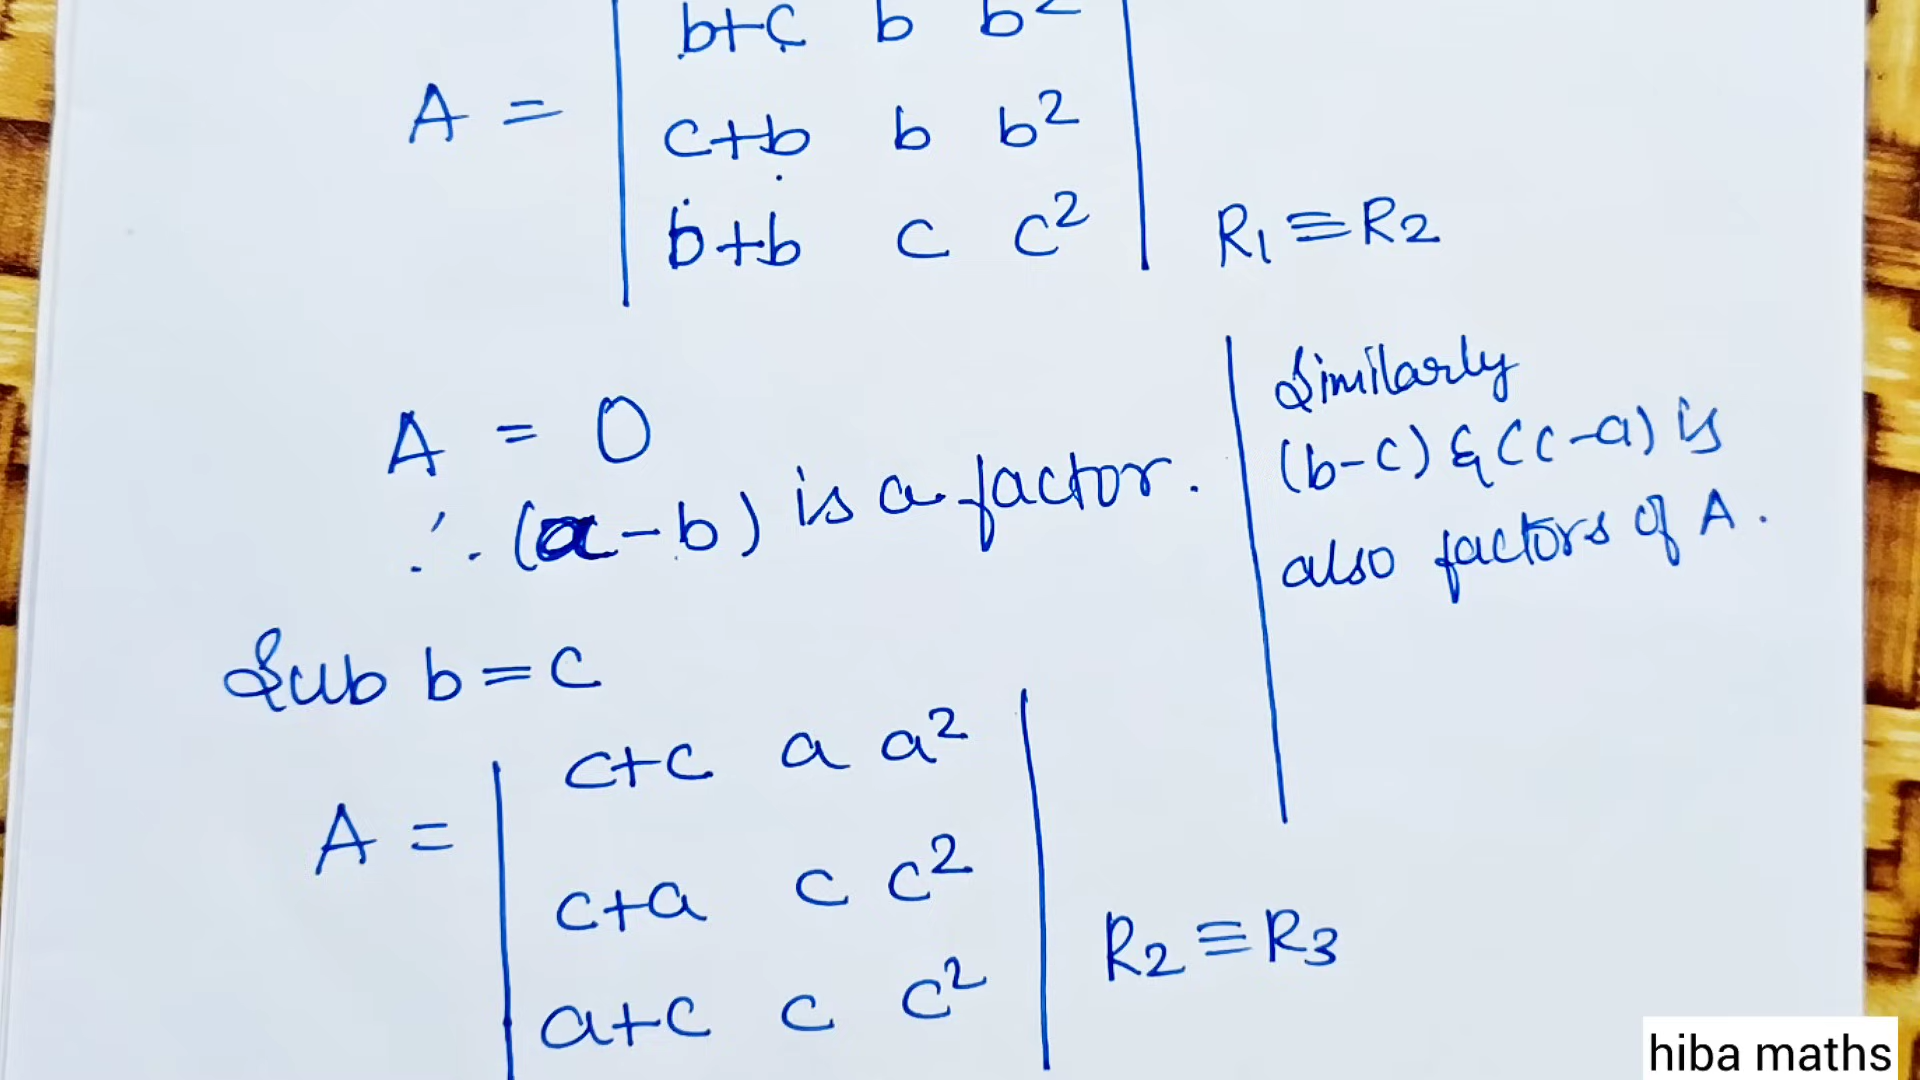 b+c b b²
A =
c+b b b²
b+b c c² R₁ ≡ R₂
A = 0
∴ (a-b) is a factor.
Similarly
(b-c) & (c-a) is
also factors of A.
Sub b = c
c+c a a²
A =
c+a c c²
R₂ ≡ R₃
a+c c c²
hiba maths